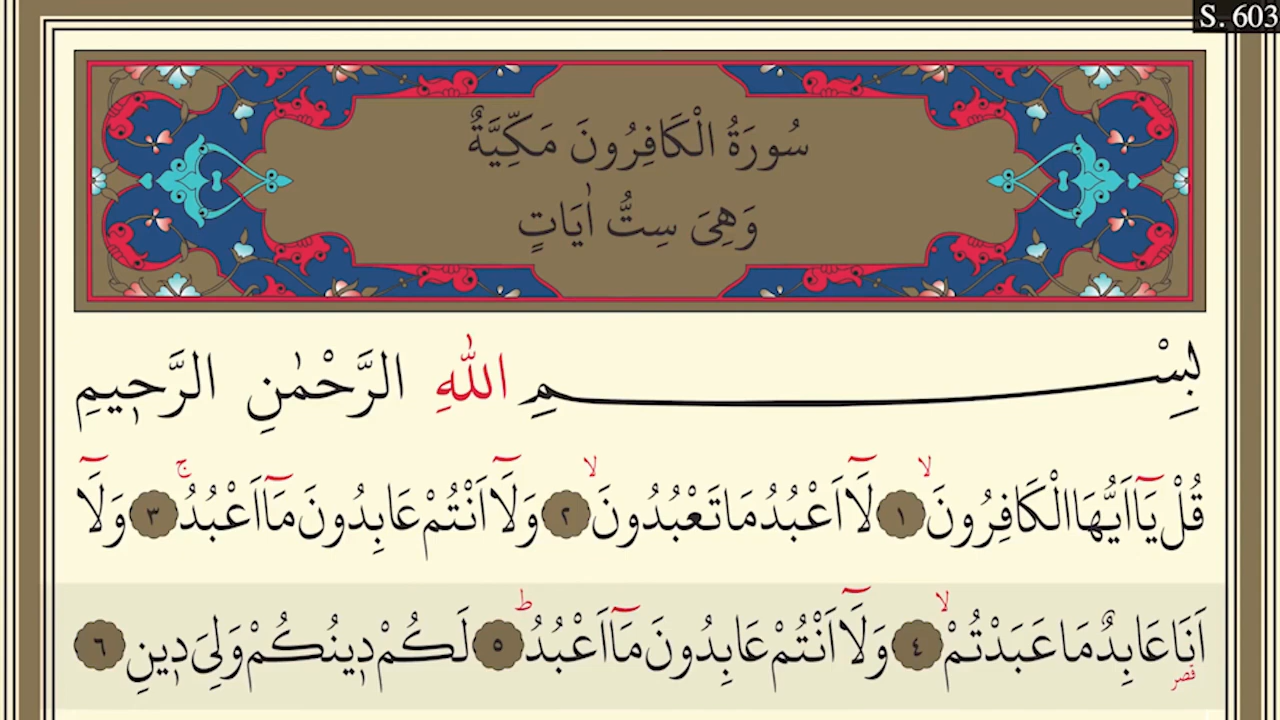 S. 603
سُورَةُ الْكَافِرُونَ مَكِّيَّةٌ
وَهِىَ سِتُّ اٰيَاتٍ
بِسْمِ اللّٰهِ الرَّحْمٰنِ الرَّح۪يمِ
قُلْ يَٓا اَيُّهَا الْكَافِرُونَۙ ﴿١﴾ لَٓا اَعْبُدُ مَا تَعْبُدُونَۙ ﴿٢﴾ وَلَٓا اَنْتُمْ عَابِدُونَ مَٓا اَعْبُدُۚ ﴿٣﴾ وَلَٓا
اَنَا۬ عَابِدٌ مَا عَبَدْتُمْۙ ﴿٤﴾ وَلَٓا اَنْتُمْ عَابِدُونَ مَٓا اَعْبُدُۜ ﴿٥﴾ لَكُمْ د۪ينُكُمْ وَلِىَ د۪ينِ ﴿٦﴾
قصر